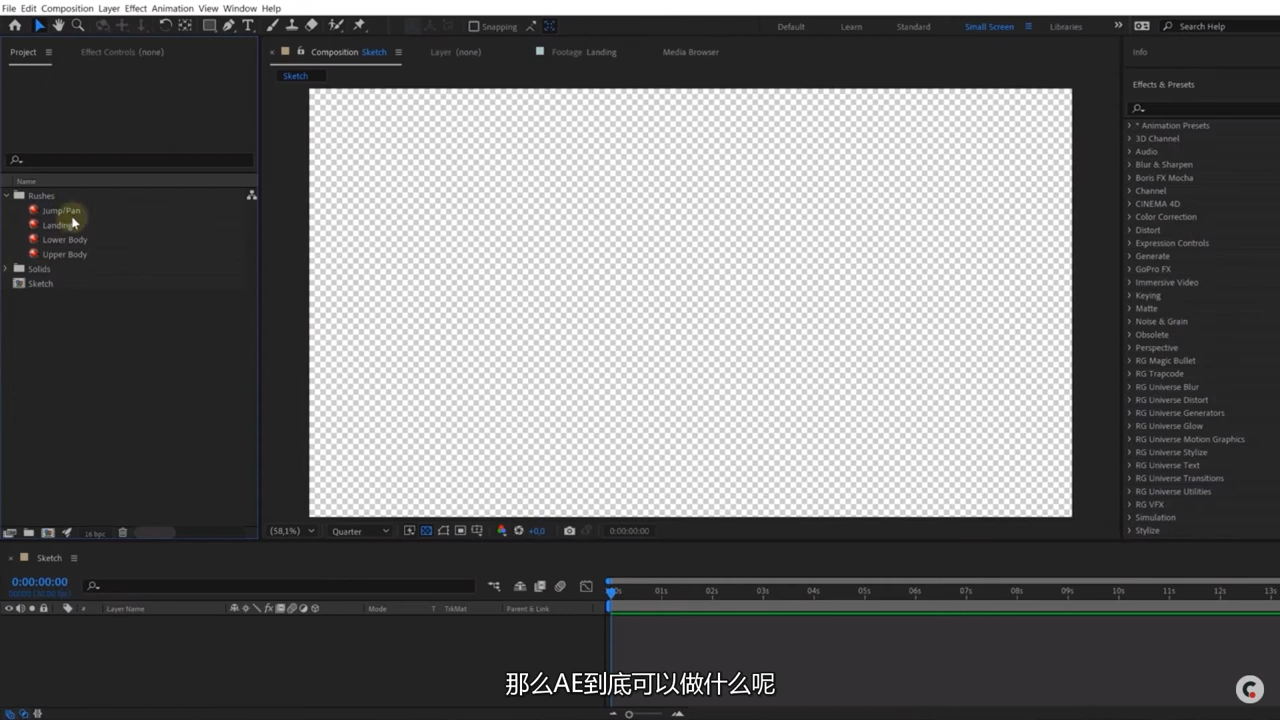 File Edit Composition Layer Effect Animation View Window Help
Snapping
Default Learn Standard Small Screen Libraries Search Help
Project Effect Controls (none)
Composition Sketch Layer (none) Footage Landing Media Browser
Info
Sketch
Effects & Presets
Name
Rushes
Jump/Pan
Landing
Lower Body
Upper Body
Solids
Sketch
* Animation Presets
3D Channel
Audio
Blur & Sharpen
Boris FX Mocha
Channel
CINEMA 4D
Color Correction
Distort
Expression Controls
Generate
GoPro FX
Immersive Video
Keying
Matte
Noise & Grain
Obsolete
Perspective
RG Magic Bullet
RG Trapcode
RG Universe Blur
RG Universe Distort
RG Universe Generators
RG Universe Glow
RG Universe Motion Graphics
RG Universe Stylize
RG Universe Text
RG Universe Transitions
RG Universe Utilities
RG VFX
Simulation
Stylize
16 bpc
(58,1%) Quarter +0,0 0:00:00:00
Sketch
0:00:00:00
# Layer Name Mode T TrkMat Parent & Link
01s 02s 03s 04s 05s 06s 07s 08s 09s 10s 11s 12s 13s
那么AE到底可以做什么呢